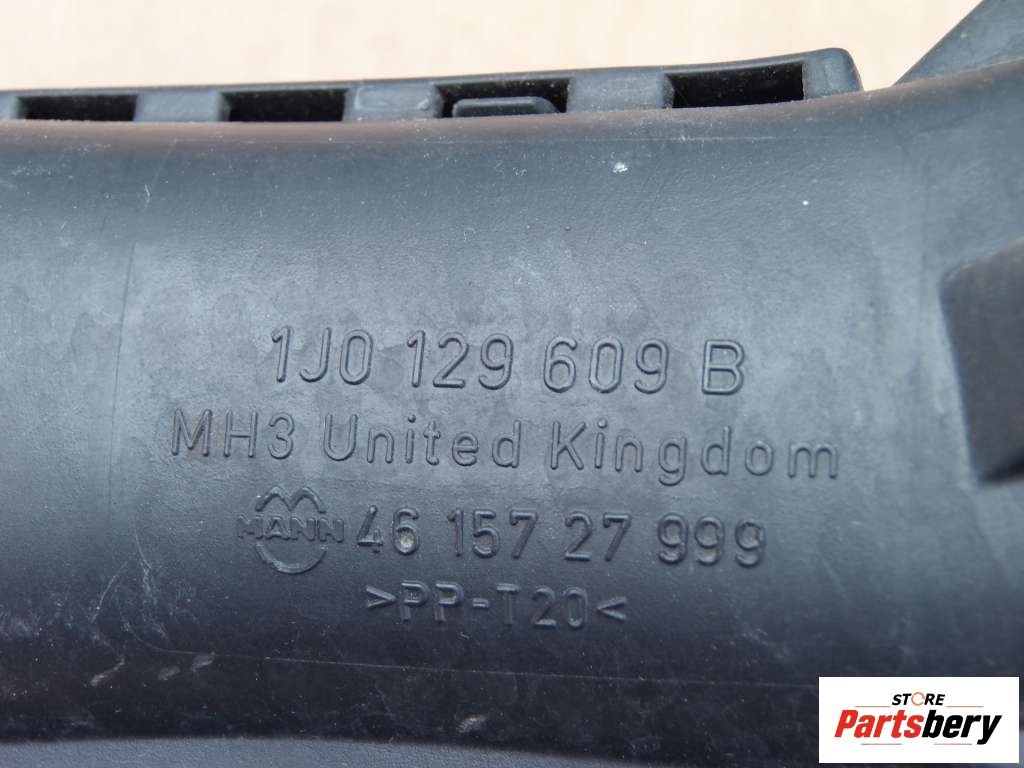 1J0 129 609 B
MH3 United Kingdom
MANN 46 157 27 999
>PP-T20<
STORE
Partsbery